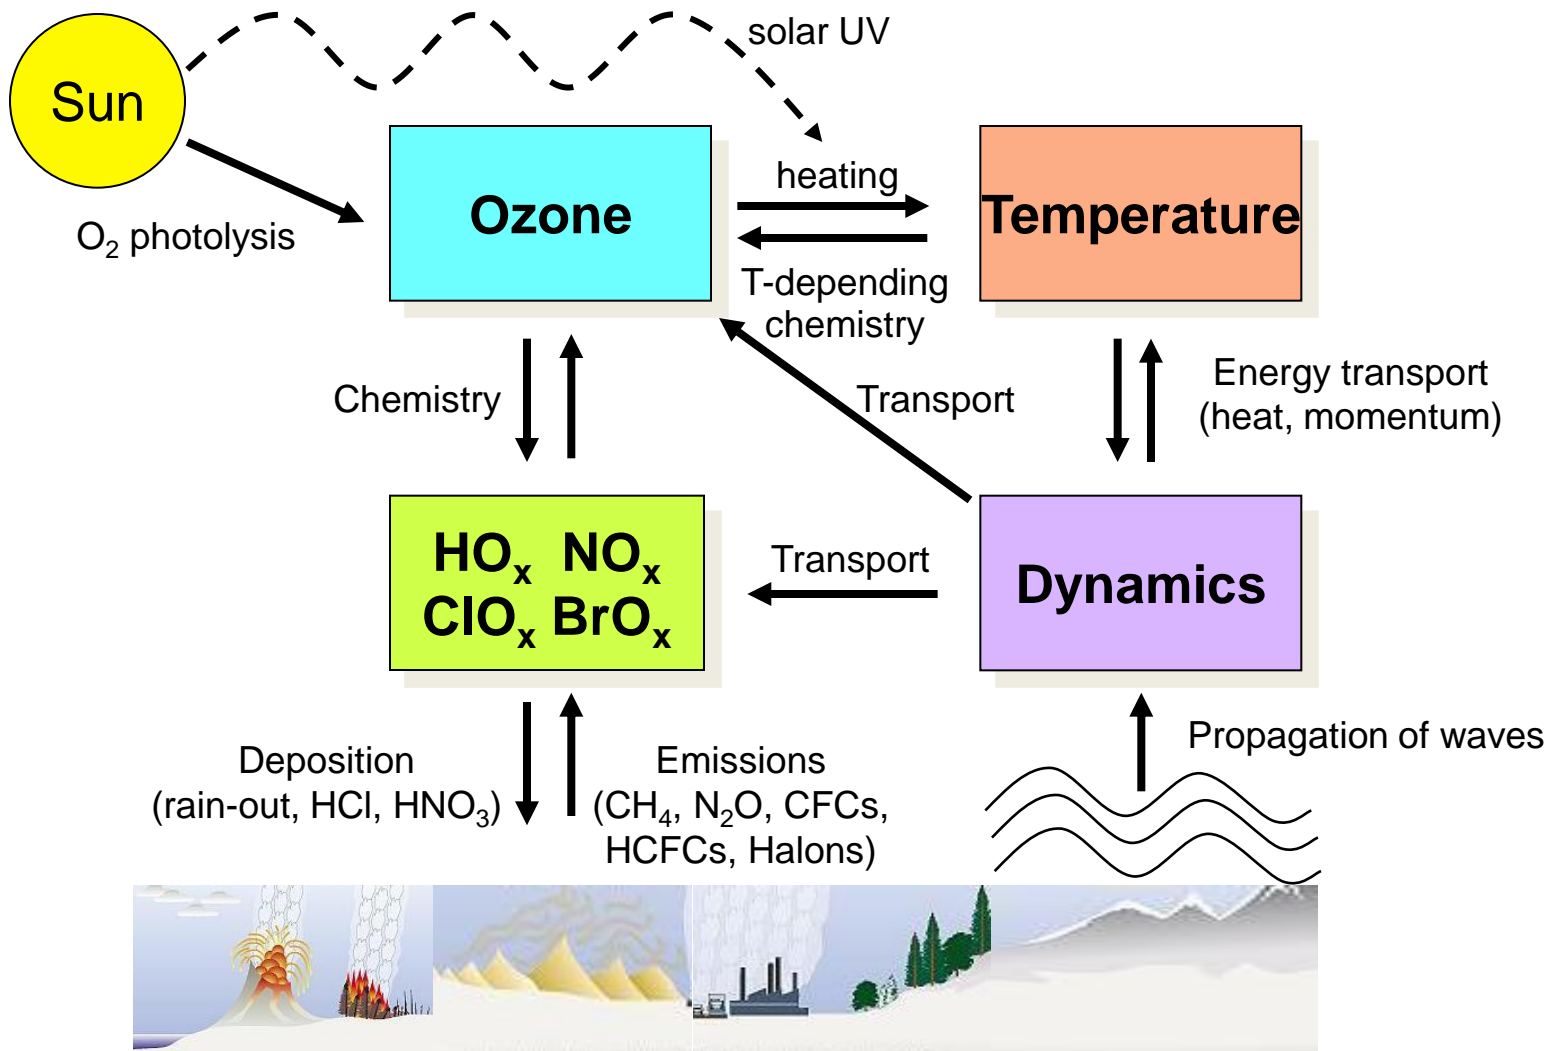 solar UV
Sun
heating
Ozone
Temperature
O₂ photolysis
T-depending
chemistry
Chemistry
Transport
Energy transport
(heat, momentum)
HOₓ NOₓ
ClOₓ BrOₓ
Transport
Dynamics
Deposition
(rain-out, HCl, HNO₃)
Emissions
(CH₄, N₂O, CFCs,
HCFCs, Halons)
Propagation of waves